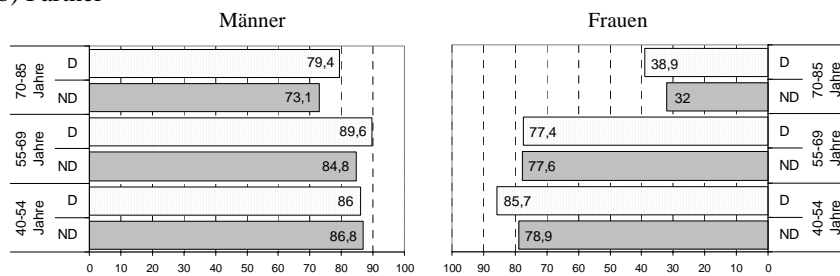 Männer Frauen
70-85 Jahre D 79,4 38,9 D 70-85 Jahre
ND 73,1 32 ND
55-69 Jahre D 89,6 77,4 D 55-69 Jahre
ND 84,8 77,6 ND
40-54 Jahre D 86 85,7 D 40-54 Jahre
ND 86,8 78,9 ND
0 10 20 30 40 50 60 70 80 90 100 100 90 80 70 60 50 40 30 20 10 0